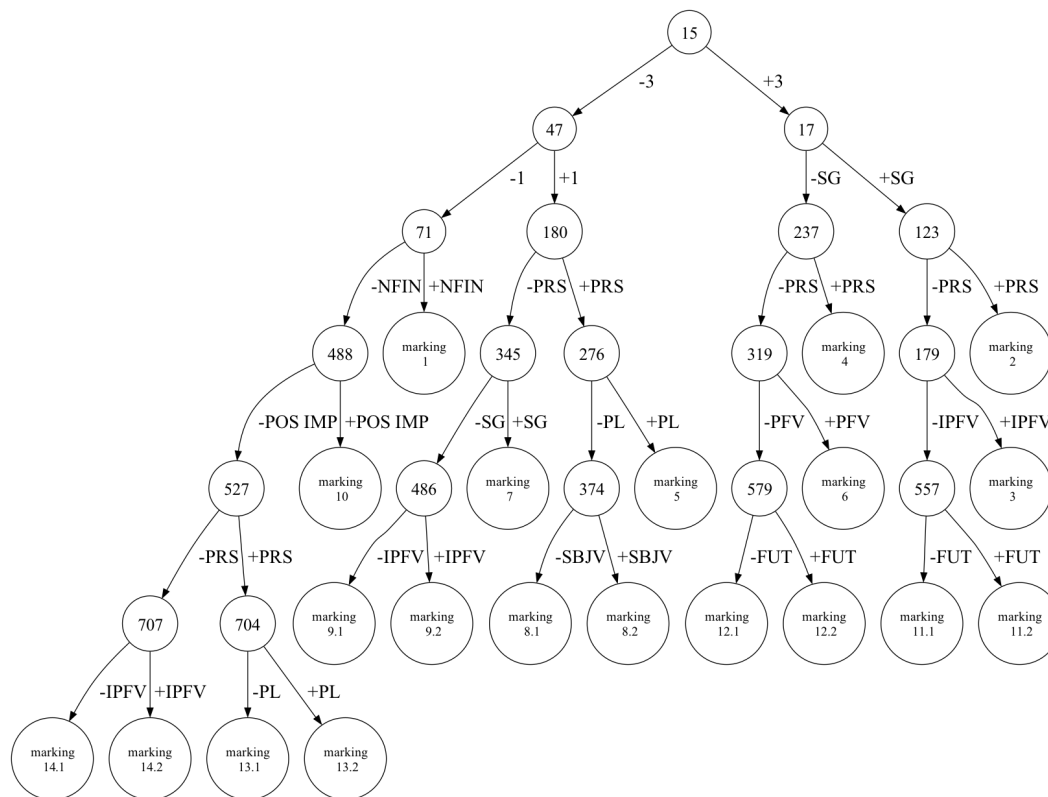 15
-3
+3
47
17
-1
+1
-SG
+SG
71
180
237
123
-NFIN
+NFIN
-PRS
+PRS
-PRS
+PRS
-PRS
+PRS
488
marking
1
345
276
319
marking
4
179
marking
2
-POS IMP
+POS IMP
-SG
+SG
-PL
+PL
-PFV
+PFV
-IPFV
+IPFV
527
marking
10
486
marking
7
374
marking
5
579
marking
6
557
marking
3
-PRS
+PRS
-IPFV
+IPFV
-SBJV
+SBJV
-FUT
+FUT
-FUT
+FUT
707
704
marking
9.1
marking
9.2
marking
8.1
marking
8.2
marking
12.1
marking
12.2
marking
11.1
marking
11.2
-IPFV
+IPFV
-PL
+PL
marking
14.1
marking
14.2
marking
13.1
marking
13.2